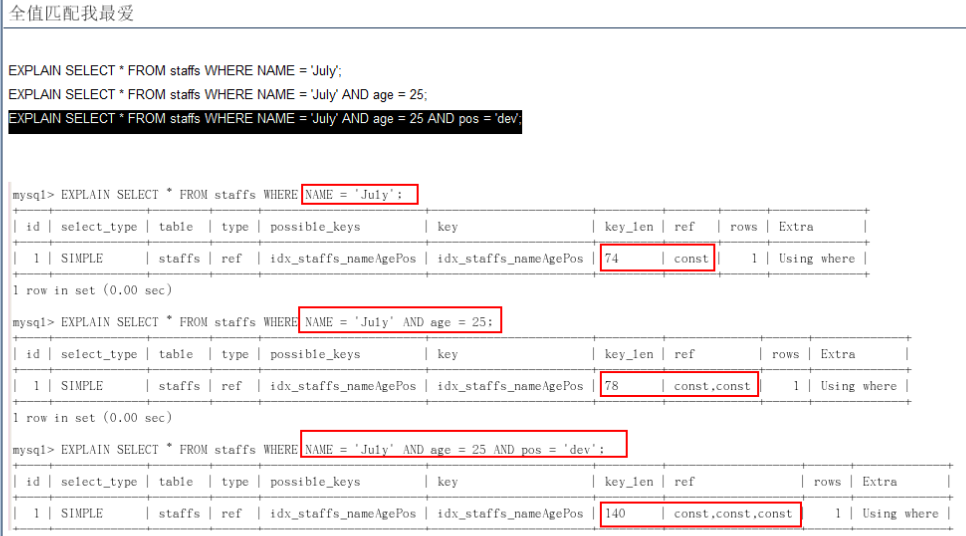 全值匹配我最爱
EXPLAIN SELECT * FROM staffs WHERE NAME = 'July';
EXPLAIN SELECT * FROM staffs WHERE NAME = 'July' AND age = 25;
EXPLAIN SELECT * FROM staffs WHERE NAME = 'July' AND age = 25 AND pos = 'dev';
mysql> EXPLAIN SELECT * FROM staffs WHERE NAME = 'July';
| id | select_type | table | type | possible_keys | key | key_len | ref | rows | Extra |
| 1 | SIMPLE | staffs | ref | idx_staffs_nameAgePos | idx_staffs_nameAgePos | 74 | const | 1 | Using where |
1 row in set (0.00 sec)
mysql> EXPLAIN SELECT * FROM staffs WHERE NAME = 'July' AND age = 25;
| id | select_type | table | type | possible_keys | key | key_len | ref | rows | Extra |
| 1 | SIMPLE | staffs | ref | idx_staffs_nameAgePos | idx_staffs_nameAgePos | 78 | const,const | 1 | Using where |
1 row in set (0.00 sec)
mysql> EXPLAIN SELECT * FROM staffs WHERE NAME = 'July' AND age = 25 AND pos = 'dev';
| id | select_type | table | type | possible_keys | key | key_len | ref | rows | Extra |
| 1 | SIMPLE | staffs | ref | idx_staffs_nameAgePos | idx_staffs_nameAgePos | 140 | const,const,const | 1 | Using where |